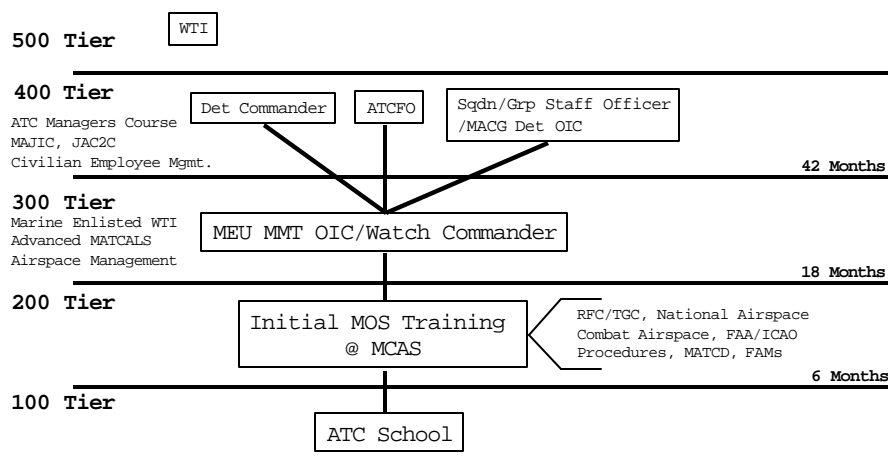 500 Tier
WTI
400 Tier
ATC Managers Course
MAJIC, JAC2C
Civilian Employee Mgmt.
Det Commander
ATCFO
Sqdn/Grp Staff Officer
/MACG Det OIC
42 Months
300 Tier
Marine Enlisted WTI
Advanced MATCALS
Airspace Management
MEU MMT OIC/Watch Commander
18 Months
200 Tier
Initial MOS Training
@ MCAS
RFC/TGC, National Airspace
Combat Airspace, FAA/ICAO
Procedures, MATCD, FAMs
6 Months
100 Tier
ATC School